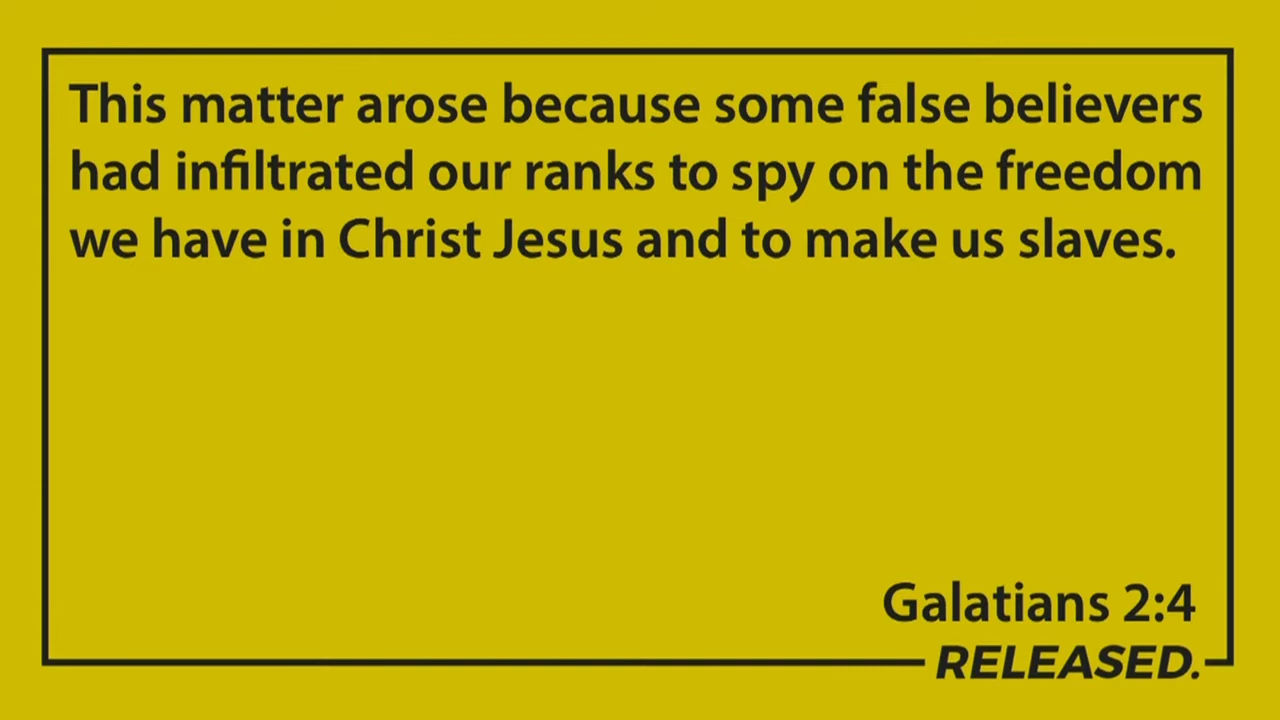 This matter arose because some false believers
had infiltrated our ranks to spy on the freedom
we have in Christ Jesus and to make us slaves.
Galatians 2:4
RELEASED.